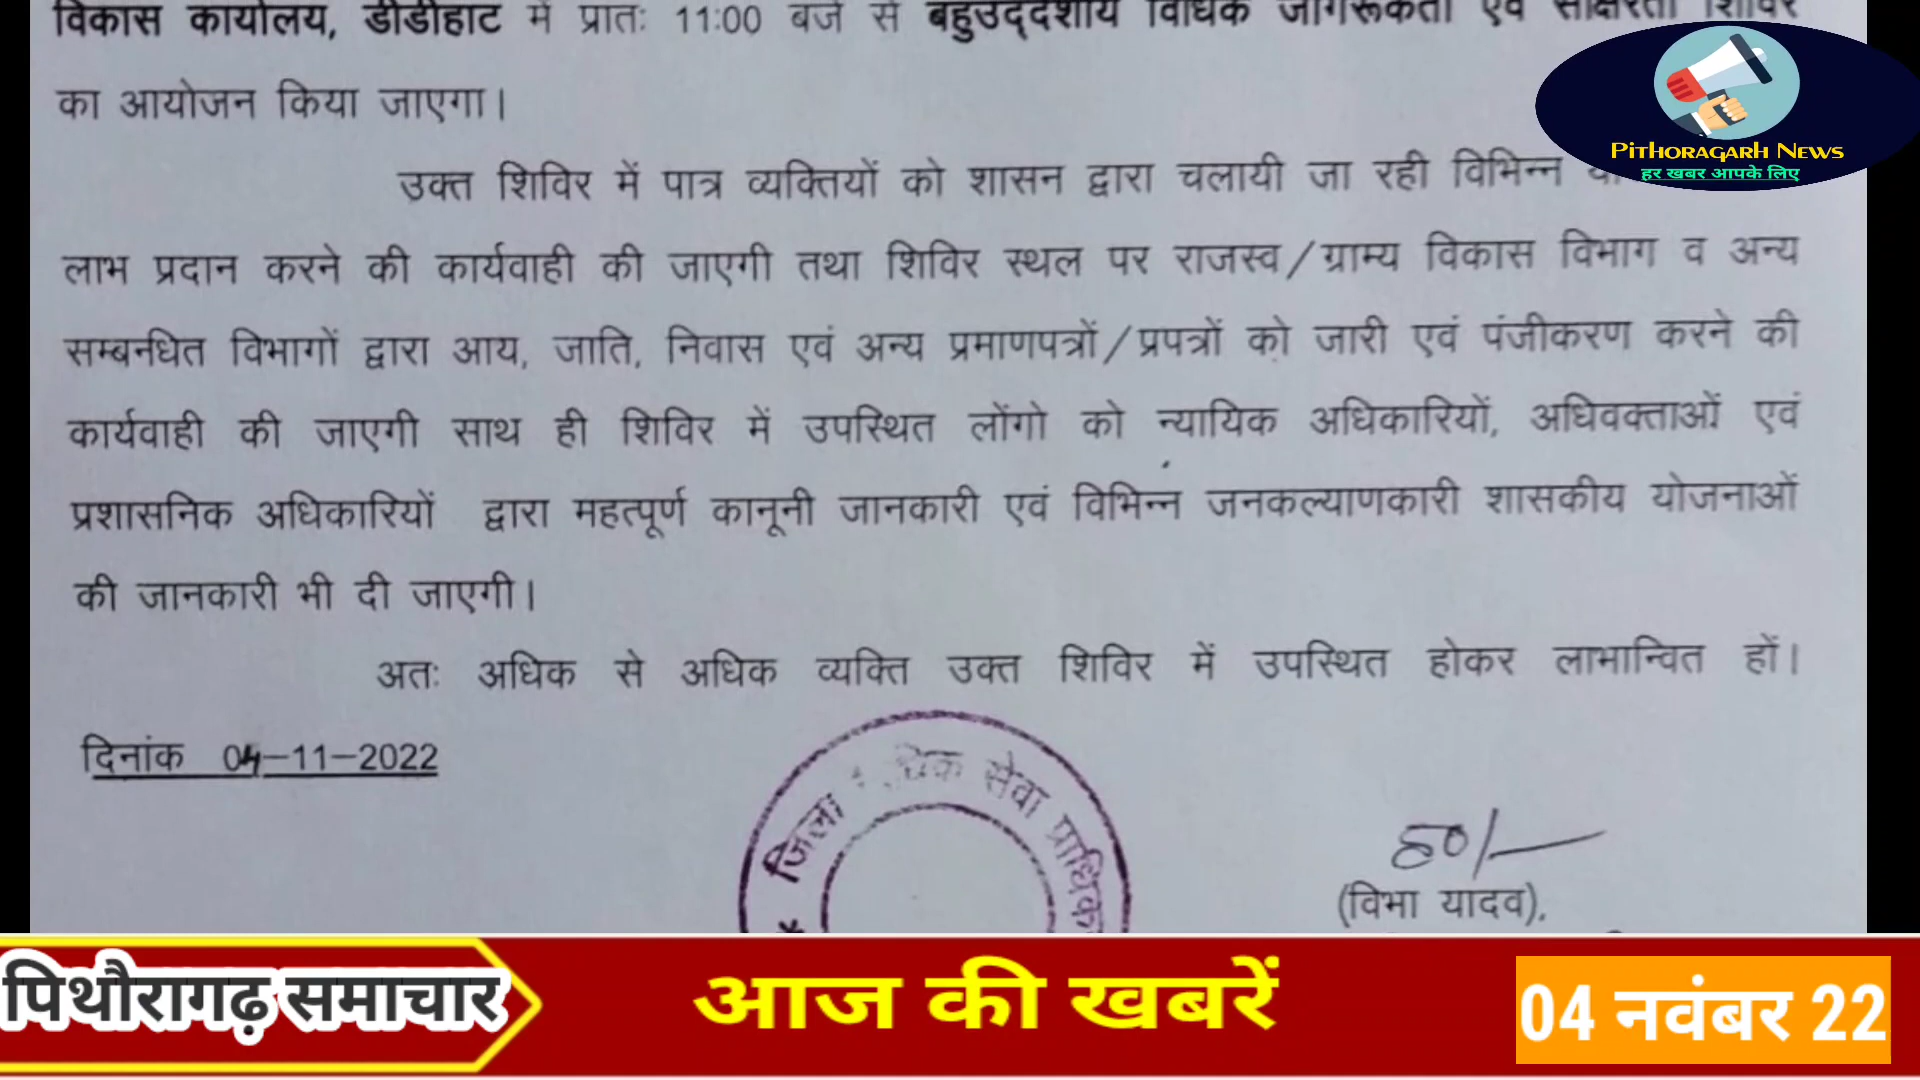 विकास कार्यालय, डीडीहाट में प्रातः 11:00 बजे से बहुउद्देशीय विधिक जागरूकता एवं साक्षरता शिविर
का आयोजन किया जाएगा।
उक्त शिविर में पात्र व्यक्तियों को शासन द्वारा चलायी जा रही विभिन्न
लाभ प्रदान करने की कार्यवाही की जाएगी तथा शिविर स्थल पर राजस्व/ग्राम्य विकास विभाग व अन्य
सम्बन्धित विभागों द्वारा आय, जाति, निवास एवं अन्य प्रमाणपत्रों/प्रपत्रों को जारी एवं पंजीकरण करने की
कार्यवाही की जाएगी साथ ही शिविर में उपस्थित लोंगो को न्यायिक अधिकारियों, अधिवक्ताओं एवं
प्रशासनिक अधिकारियों द्वारा महत्पूर्ण कानूनी जानकारी एवं विभिन्न जनकल्याणकारी शासकीय योजनाओं
की जानकारी भी दी जाएगी।
अतः अधिक से अधिक व्यक्ति उक्त शिविर में उपस्थित होकर लाभान्वित हों।
दिनांक 04-11-2022
जिला सेवा
(विभा यादव),
PITHORAGARH NEWS
हर खबर आपके लिए
पिथौरागढ़ समाचार
आज की खबरें
04 नवंबर 22